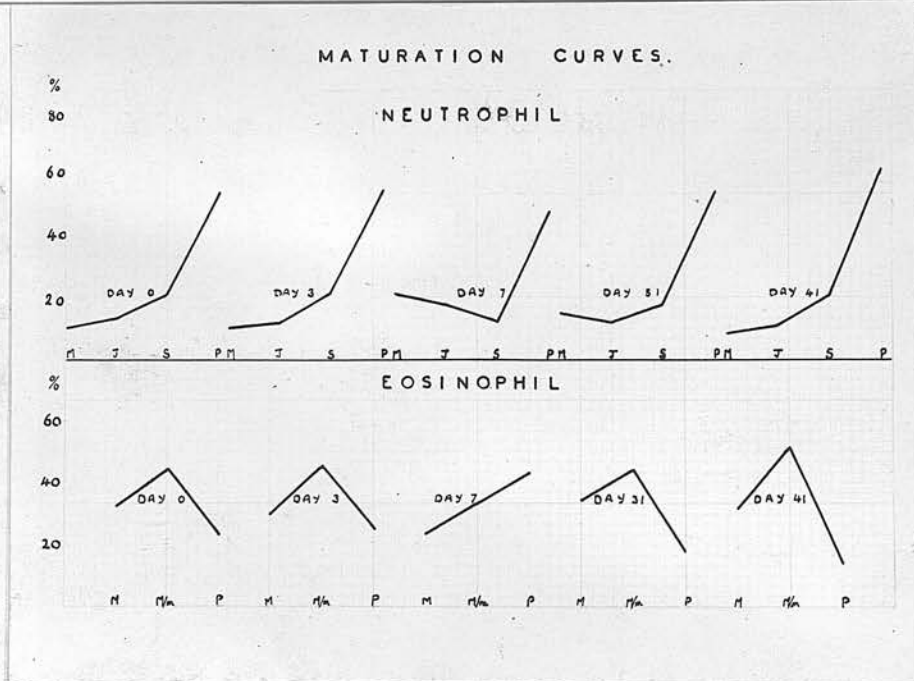 MATURATION CURVES.
%
80
NEUTROPHIL
60
40
20
DAY 0 DAY 3 DAY 7 DAY 31 DAY 41
M J S P M J S P M J S P M J S P M J S P
%
EOSINOPHIL
60
40
DAY 0 DAY 3 DAY 7 DAY 31 DAY 41
20
M M/m P M M/m P M M/m P M M/m P M M/m P